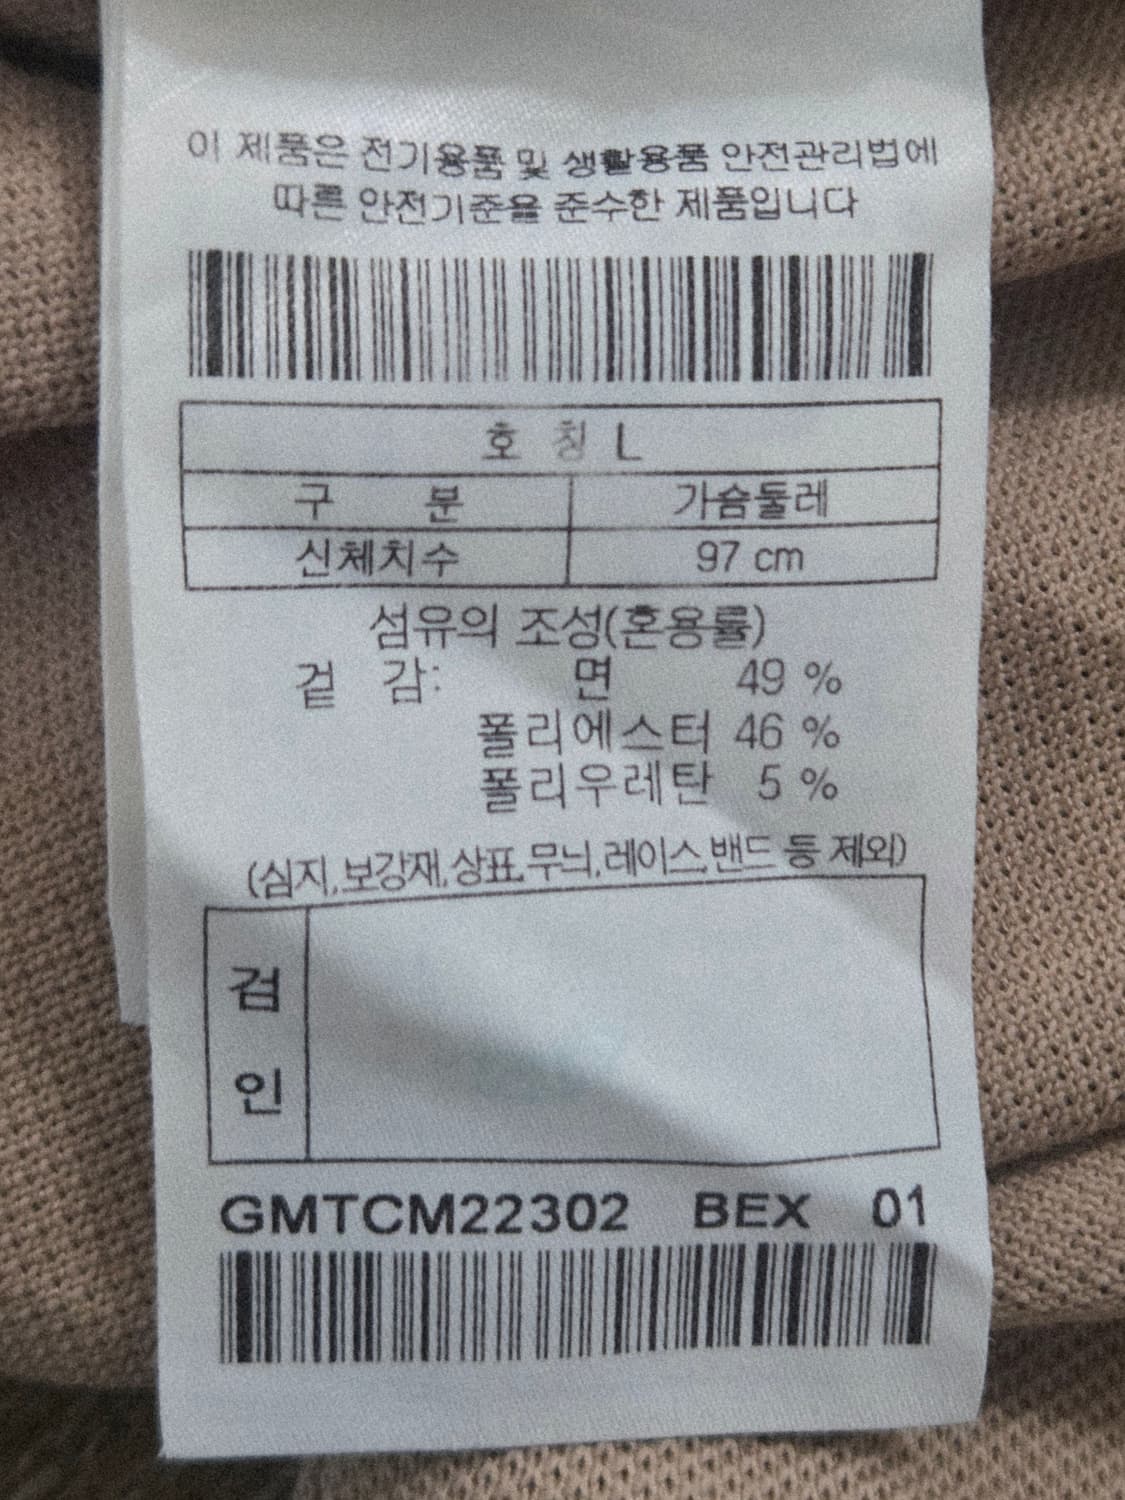 이 제품은 전기용품 및 생활용품 안전관리법에
따른 안전기준을 준수한 제품입니다
호 칭 L
구 분 가슴둘레
신체치수 97 cm
섬유의 조성(혼용률)
겉 감: 면 49 %
폴리에스터 46 %
폴리우레탄 5 %
(심지,보강재,상표,무늬,레이스,밴드 등 제외)
검
인
GMTCM22302 BEX 01